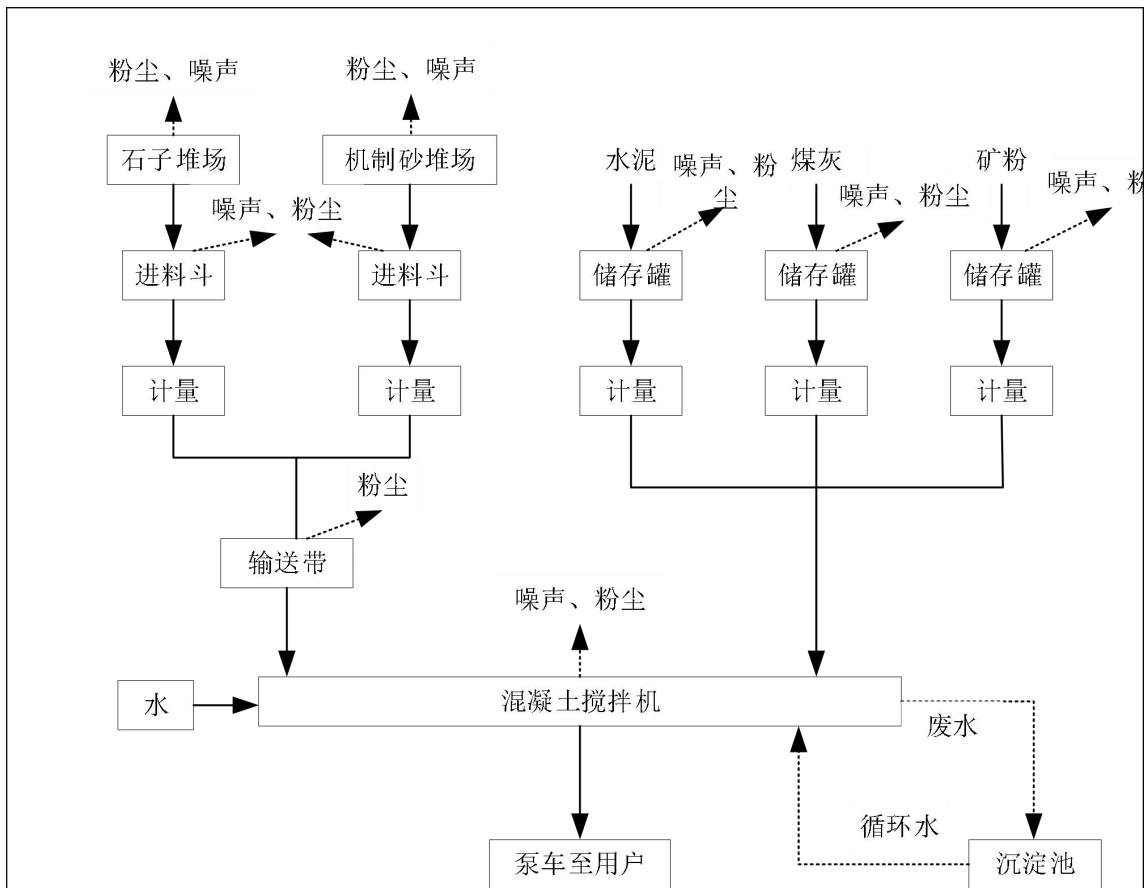 粉尘、噪声
粉尘、噪声
石子堆场
机制砂堆场
水泥
噪声、粉
尘
煤灰
矿粉
噪声、粉尘
噪声、粉尘
噪声、粉
进料斗
进料斗
储存罐
储存罐
储存罐
计量
计量
计量
计量
计量
粉尘
输送带
噪声、粉尘
水
混凝土搅拌机
废水
循环水
泵车至用户
沉淀池